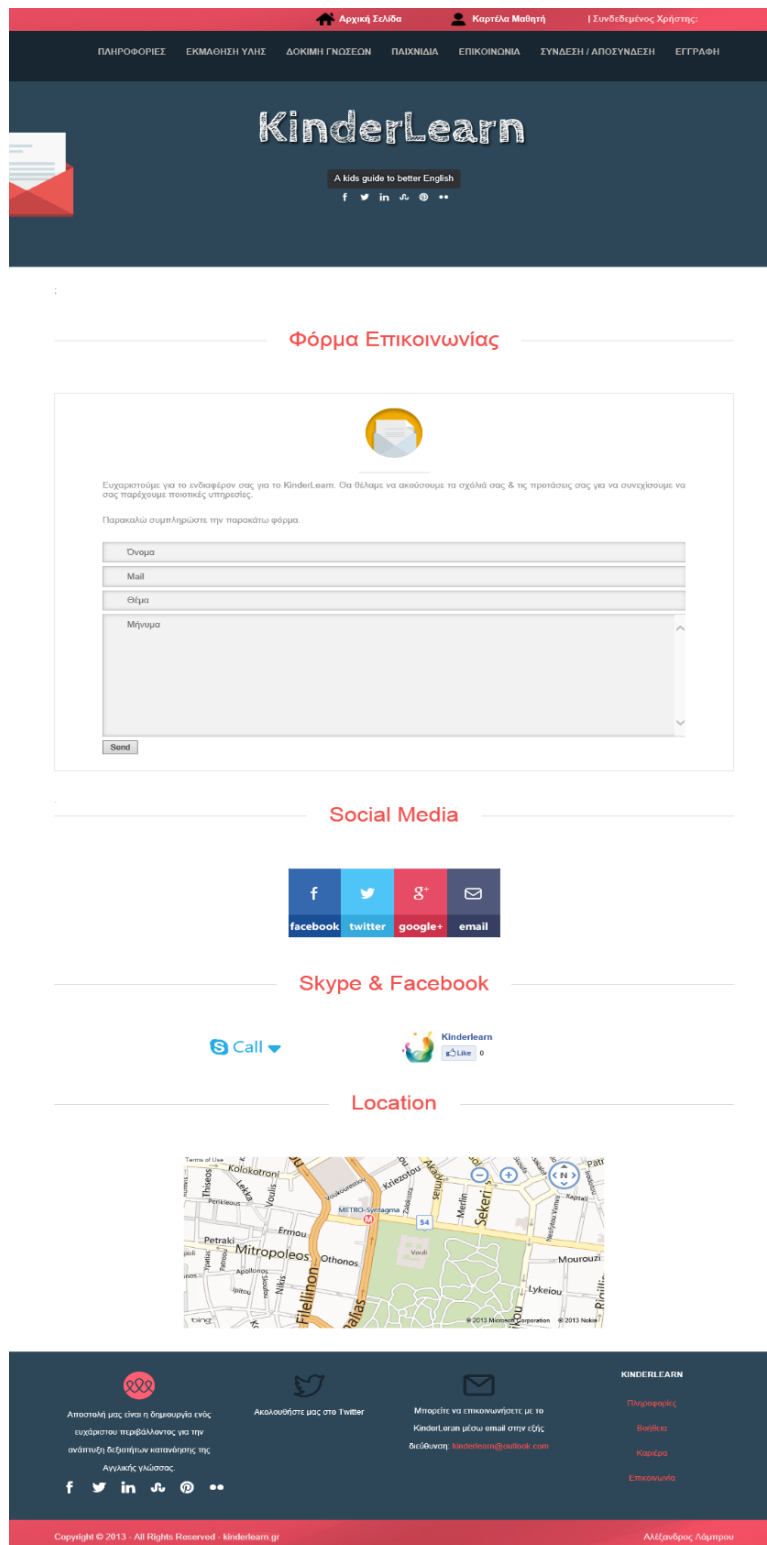 Αρχική Σελίδα Καρτέλα Μαθητή | Συνδεδεμένος Χρήστης:
ΠΛΗΡΟΦΟΡΙΕΣ ΕΚΜΑΘΗΣΗ ΥΛΗΣ ΔΟΚΙΜΗ ΓΝΩΣΕΩΝ ΠΑΙΧΝΙΔΙΑ ΕΠΙΚΟΙΝΩΝΙΑ ΣΥΝΔΕΣΗ / ΑΠΟΣΥΝΔΕΣΗ ΕΓΓΡΑΦΗ
KinderLearn
A kids guide to better English
;
Φόρμα Επικοινωνίας
Ευχαριστούμε για το ενδιαφέρον σας για το KinderLearn. Θα θέλαμε να ακούσουμε τα σχόλιά σας & τις προτάσεις σας για να συνεχίσουμε να
σας παρέχουμε ποιοτικές υπηρεσίες.
Παρακαλώ συμπληρώστε την παρακάτω φόρμα.
Όνομα
Mail
Θέμα
Μήνυμα
Send
Social Media
facebook twitter google+ email
Skype & Facebook
Call
Kinderlearn
Like 0
Location
Terms of Use
Kolokotroni
Thiseos
Lekka
Voulis
Perikleous
Voukourestiou
Kriezotou
Merlin
Sekeri
METRO-Syntagma
54
N
Ermou
Vouli
Petraki
Mitropoleos
Othonos
Mourouzi
Apollonos
Nikis
Filellinon
Lykeiou
bing
© 2013 Microsoft Corporation © 2013 Nokia
Αποστολή μας είναι η δημιουργία ενός
ευχάριστου περιβάλλοντος για την
ανάπτυξη δεξιοτήτων κατανόησης της
Αγγλικής γλώσσας.
Ακολουθήστε μας στο Twitter
Μπορείτε να επικοινωνήσετε με το
KinderLeran μέσω email στην εξής
διεύθυνση: kinderlearn@outlook.com
KINDERLEARN
Πληροφορίες
Βοήθεια
Καριέρα
Επικοινωνία
Copyright © 2013 - All Rights Reserved - kinderlearn.gr Αλέξανδρος Λάμπρου